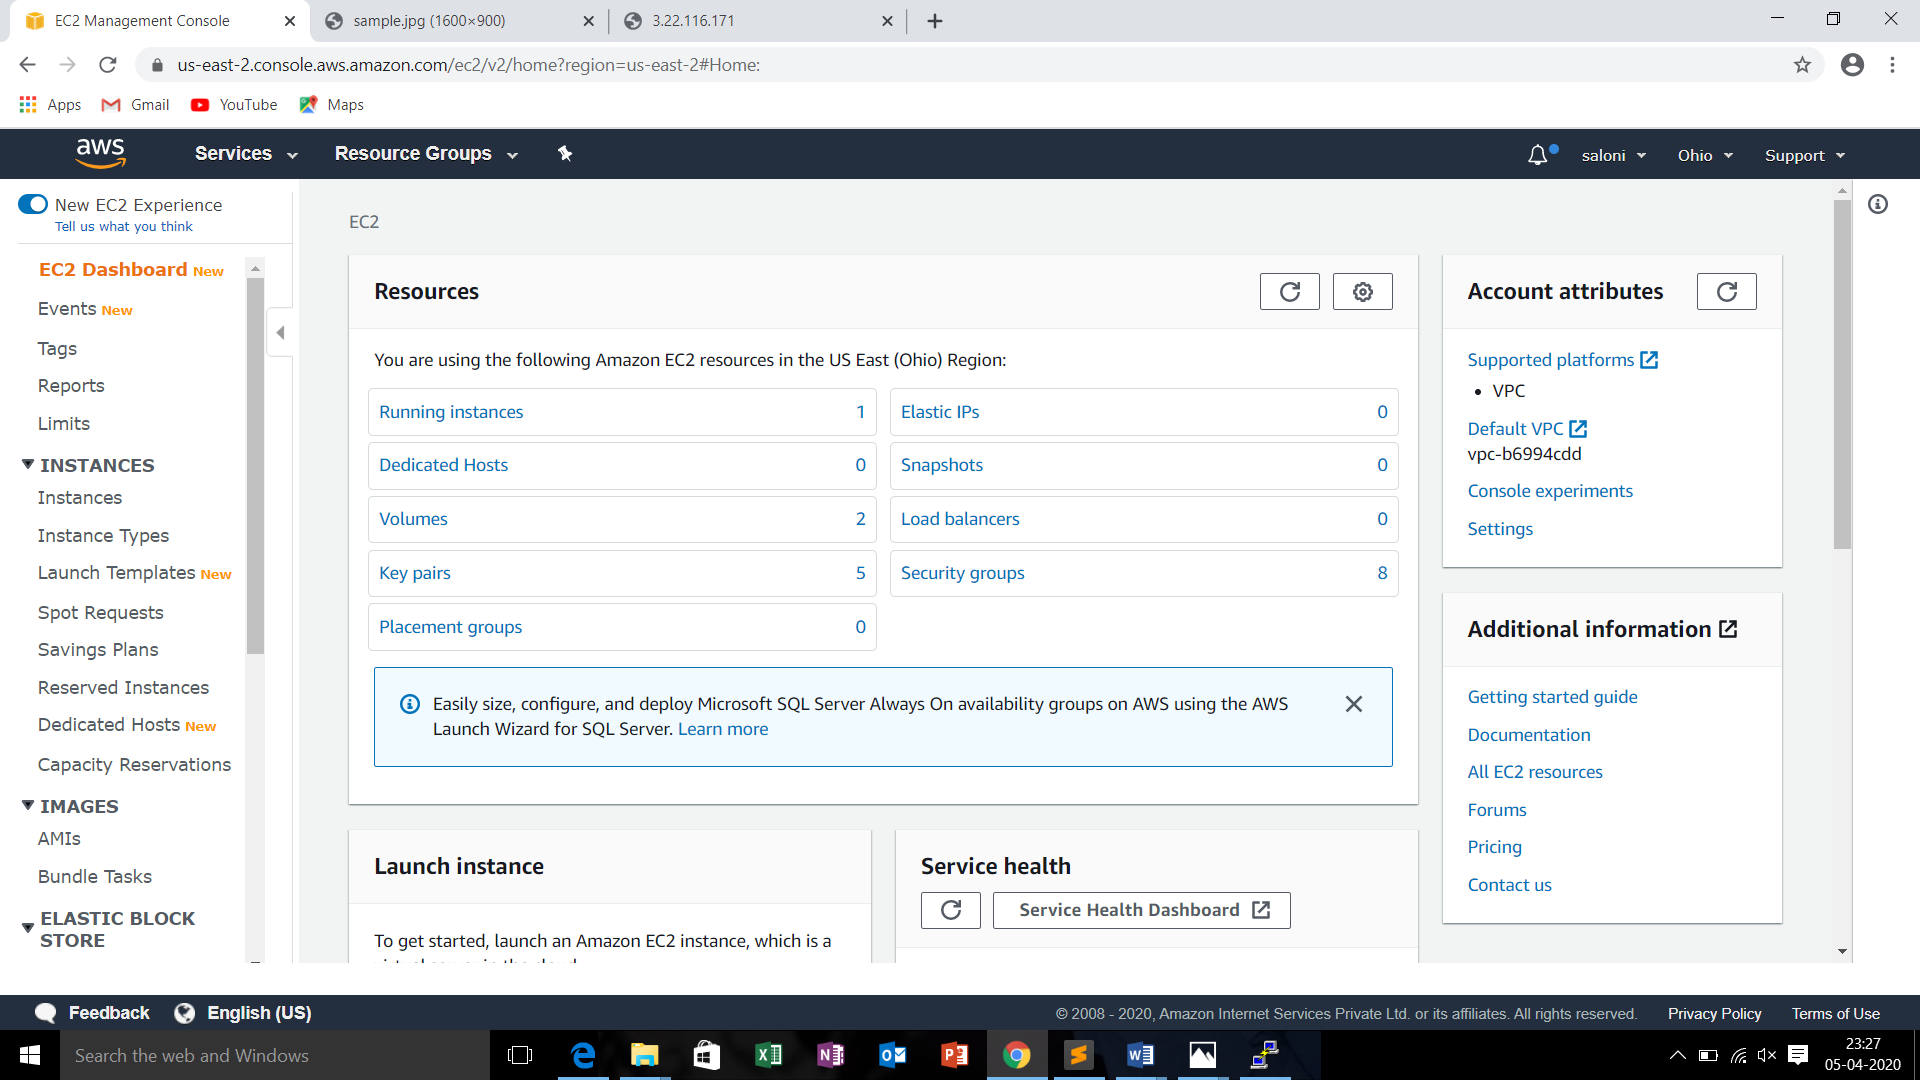 EC2 Management Console
sample.jpg (1600×900)
3.22.116.171
us-east-2.console.aws.amazon.com/ec2/v2/home?region=us-east-2#Home:
Apps
Gmail
YouTube
Maps
aws
Services
Resource Groups
saloni
Ohio
Support
New EC2 Experience
Tell us what you think
EC2 Dashboard New
Events New
Tags
Reports
Limits
INSTANCES
Instances
Instance Types
Launch Templates New
Spot Requests
Savings Plans
Reserved Instances
Dedicated Hosts New
Capacity Reservations
IMAGES
AMIs
Bundle Tasks
ELASTIC BLOCK
STORE
EC2
Resources
You are using the following Amazon EC2 resources in the US East (Ohio) Region:
Running instances 1
Elastic IPs 0
Dedicated Hosts 0
Snapshots 0
Volumes 2
Load balancers 0
Key pairs 5
Security groups 8
Placement groups 0
Easily size, configure, and deploy Microsoft SQL Server Always On availability groups on AWS using the AWS
Launch Wizard for SQL Server. Learn more
Launch instance
To get started, launch an Amazon EC2 instance, which is a
Service health
Service Health Dashboard
Account attributes
Supported platforms
• VPC
Default VPC
vpc-b6994cdd
Console experiments
Settings
Additional information
Getting started guide
Documentation
All EC2 resources
Forums
Pricing
Contact us
Feedback
English (US)
© 2008 - 2020, Amazon Internet Services Private Ltd. or its affiliates. All rights reserved.
Privacy Policy
Terms of Use
Search the web and Windows
23:27
05-04-2020